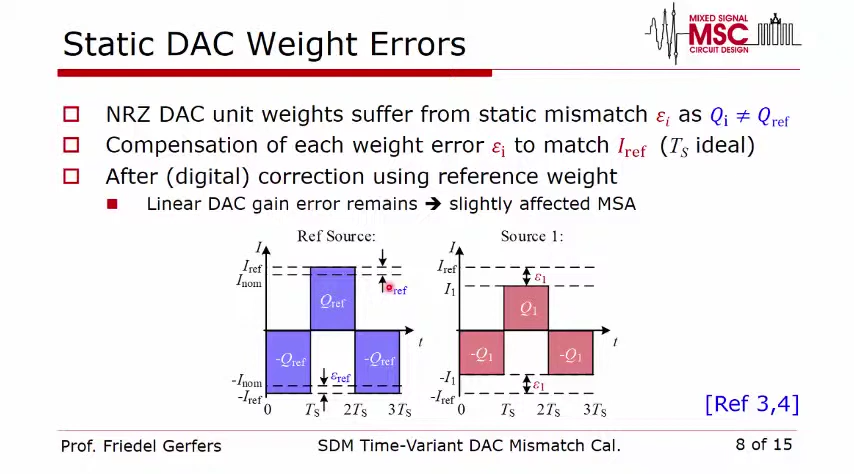 Static DAC Weight Errors
MIXED SIGNAL
MSC
CIRCUIT DESIGN
NRZ DAC unit weights suffer from static mismatch εi as Qi ≠ Qref
Compensation of each weight error εi to match Iref (TS ideal)
After (digital) correction using reference weight
Linear DAC gain error remains → slightly affected MSA
Ref Source:
I
Iref
Inom
Qref
ref
t
-Qref
-Qref
εref
-Inom
-Iref
0 TS 2TS 3TS
Source 1:
I
Iref
ε1
I1
Q1
t
-Q1
-Q1
-I1
ε1
-Iref
0 TS 2TS 3TS
[Ref 3,4]
Prof. Friedel Gerfers SDM Time-Variant DAC Mismatch Cal. 8 of 15